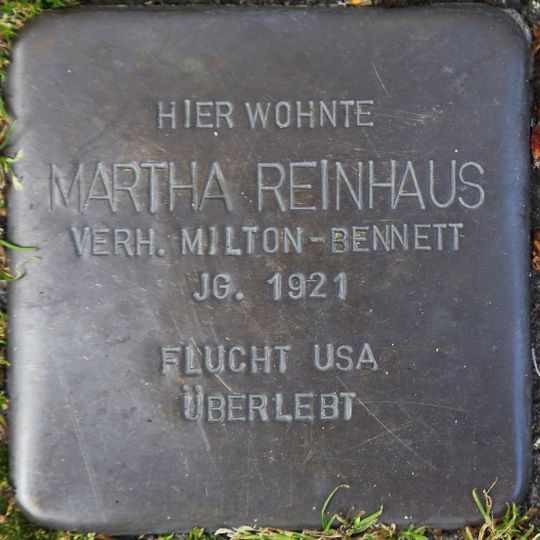 HIER WOHNTE
MARTHA REINHAUS
VERH. MILTON-BENNETT
JG. 1921
FLUCHT USA
ÜBERLEBT